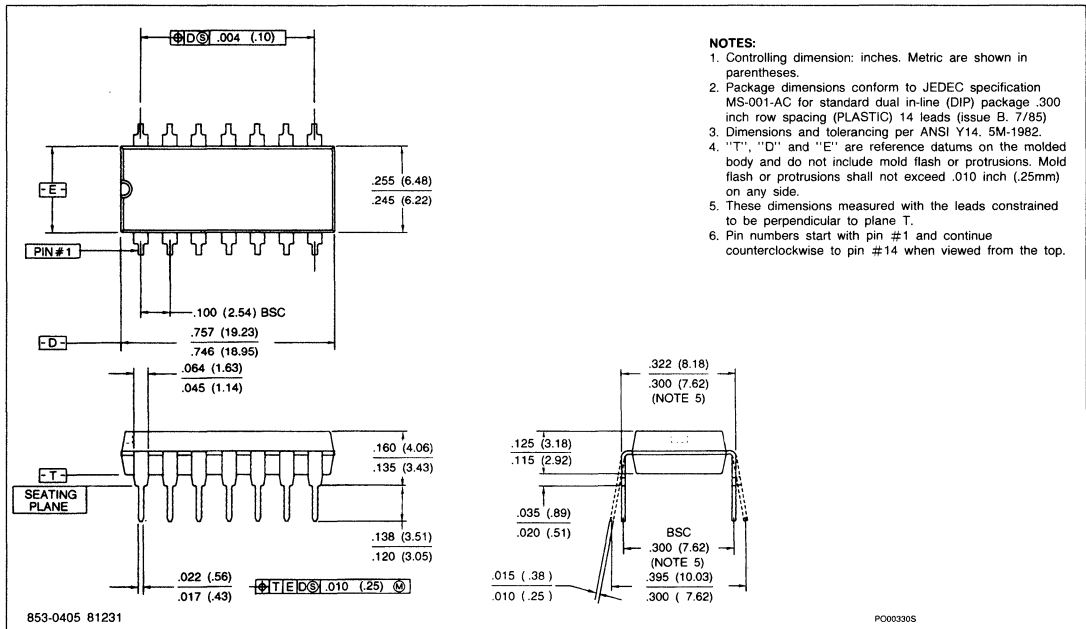 ⌖ D Ⓢ .004 (.10)
- E -
.255 (6.48)
.245 (6.22)
PIN #1
.100 (2.54) BSC
- D -
.757 (19.23)
.746 (18.95)
.064 (1.63)
.045 (1.14)
- T -
SEATING
PLANE
.160 (4.06)
.135 (3.43)
.138 (3.51)
.120 (3.05)
.022 (.56)
.017 (.43)
⌖ T E D Ⓢ .010 (.25) Ⓜ
853-0405 81231
NOTES:
1. Controlling dimension: inches. Metric are shown in
parentheses.
2. Package dimensions conform to JEDEC specification
MS-001-AC for standard dual in-line (DIP) package .300
inch row spacing (PLASTIC) 14 leads (issue B. 7/85)
3. Dimensions and tolerancing per ANSI Y14. 5M-1982.
4. "T", "D" and "E" are reference datums on the molded
body and do not include mold flash or protrusions. Mold
flash or protrusions shall not exceed .010 inch (.25mm)
on any side.
5. These dimensions measured with the leads constrained
to be perpendicular to plane T.
6. Pin numbers start with pin #1 and continue
counterclockwise to pin #14 when viewed from the top.
.322 (8.18)
.300 (7.62)
(NOTE 5)
.125 (3.18)
.115 (2.92)
.035 (.89)
.020 (.51)
BSC
.300 (7.62)
(NOTE 5)
.395 (10.03)
.300 ( 7.62)
.015 (.38 )
.010 (.25 )
PO00330S